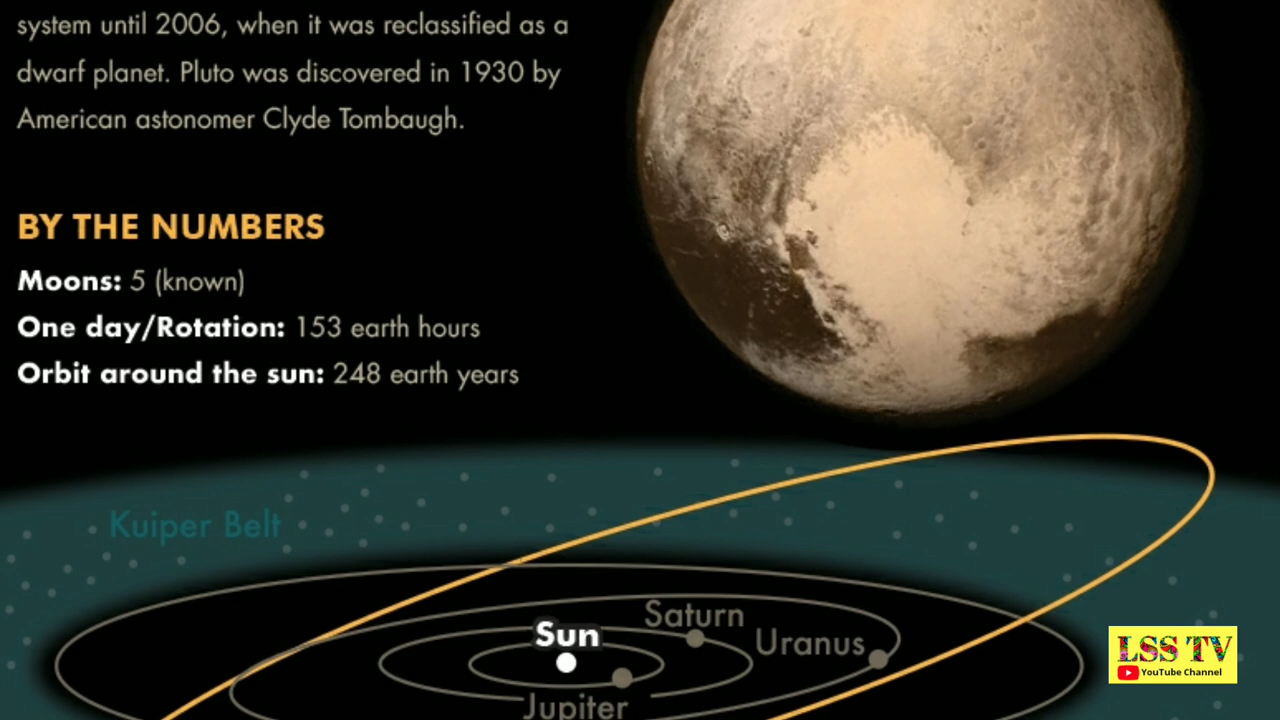 system until 2006, when it was reclassified as a
dwarf planet. Pluto was discovered in 1930 by
American astonomer Clyde Tombaugh.
BY THE NUMBERS
Moons: 5 (known)
One day/Rotation: 153 earth hours
Orbit around the sun: 248 earth years
Kuiper Belt
Saturn
Sun
Uranus
Jupiter
LSS TV
YouTube Channel